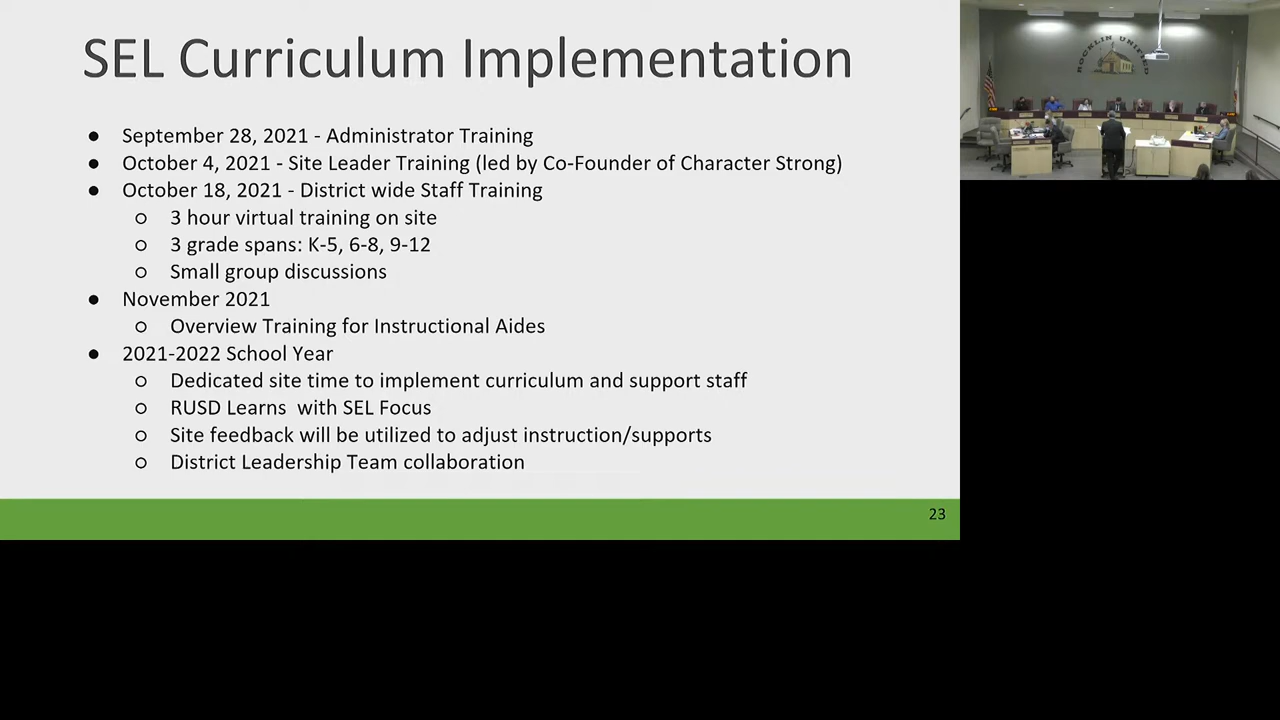 SEL Curriculum Implementation
● September 28, 2021 - Administrator Training
● October 4, 2021 - Site Leader Training (led by Co-Founder of Character Strong)
● October 18, 2021 - District wide Staff Training
○ 3 hour virtual training on site
○ 3 grade spans: K-5, 6-8, 9-12
○ Small group discussions
● November 2021
○ Overview Training for Instructional Aides
● 2021-2022 School Year
○ Dedicated site time to implement curriculum and support staff
○ RUSD Learns with SEL Focus
○ Site feedback will be utilized to adjust instruction/supports
○ District Leadership Team collaboration
23
ROCKLIN UNIFIED